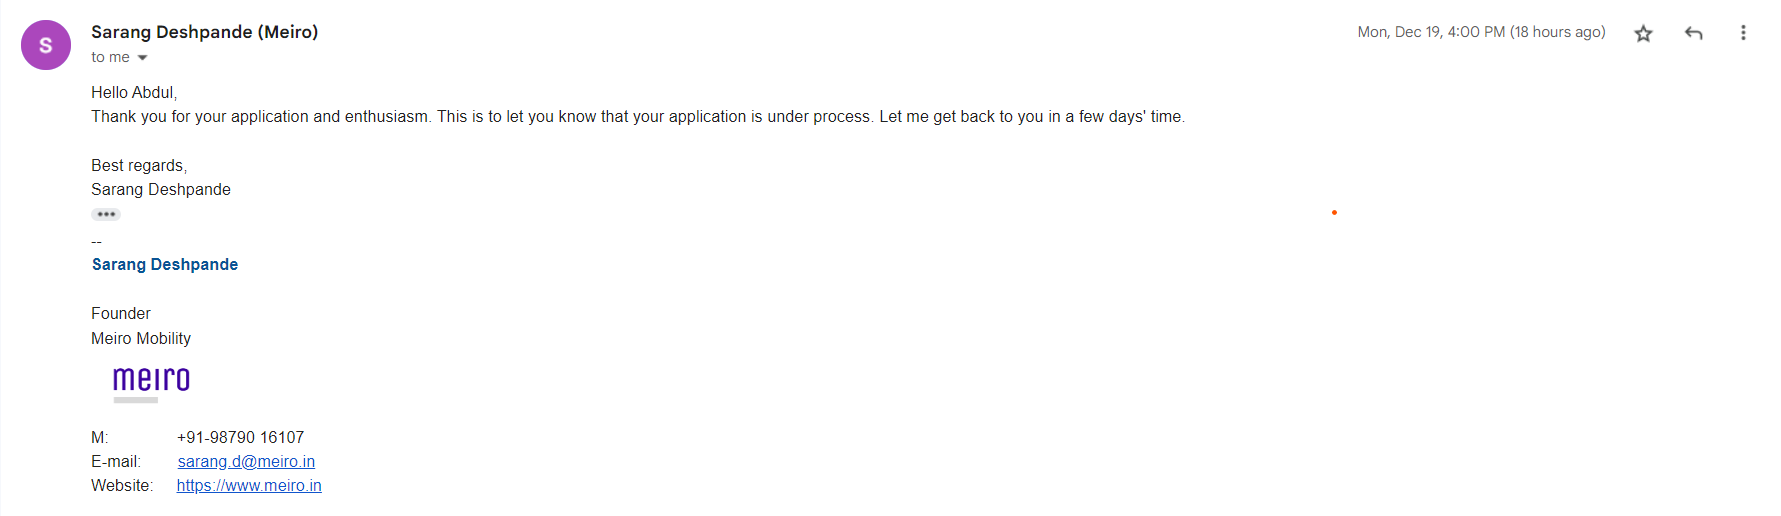 S
Sarang Deshpande (Meiro)
Mon, Dec 19, 4:00 PM (18 hours ago)
to me
Hello Abdul,
Thank you for your application and enthusiasm. This is to let you know that your application is under process. Let me get back to you in a few days' time.
Best regards,
Sarang Deshpande
--
Sarang Deshpande
Founder
Meiro Mobility
meiro
M: +91-98790 16107
E-mail: sarang.d@meiro.in
Website: https://www.meiro.in